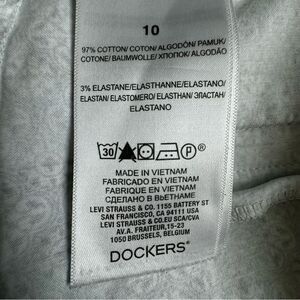 10
97% COTTON/ COTON/ ALGODÓN/ PAMUK/
COTONE/BAUMWOLLE/ ХЛОПОК/ ALGODÃO
3% ELASTANE/ELASTHANNE/ELASTANO/
ELASTAN/ ELASTOMERO/ ELASTHAN/ ЭЛАСТАН/
ELASTANO
30
P
MADE IN VIETNAM
FABRICADO EN VIETNAM
FABRIQUE EN VIETNAM
СДЕЛАНО В ВЬЕТНАМЕ
LEVI STRAUSS & CO. 1155 BATTERY ST
SAN FRANCISCO, CA 94111 USA
LEVI STRAUSS & CO.EU SCA/CVA
AV.A. FRAITEUR,15-23
1050 BRUSSELS, BELGIUM
DOCKERS®